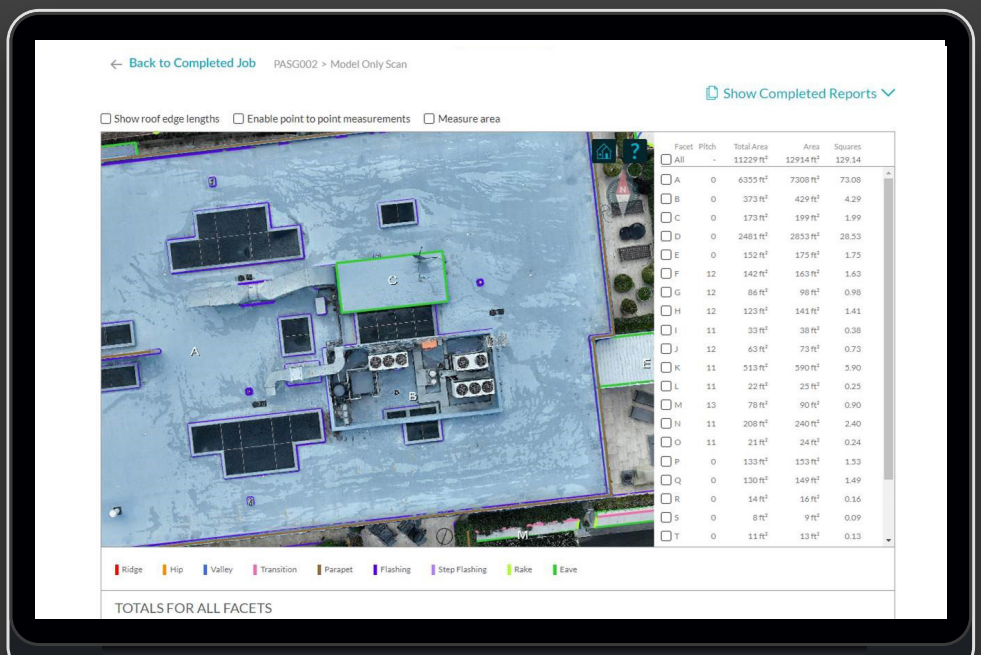 ← Back to Completed Job PASG002 > Model Only Scan
Show Completed Reports
Show roof edge lengths Enable point to point measurements Measure area
?
N
Facet Pitch Total Area Area Squares
All - 11229 ft² 12914 ft² 129.14
A 0 6355 ft² 7308 ft² 73.08
B 0 373 ft² 429 ft² 4.29
C 0 173 ft² 199 ft² 1.99
D 0 2481 ft² 2853 ft² 28.53
E 0 152 ft² 175 ft² 1.75
F 12 142 ft² 163 ft² 1.63
G 12 86 ft² 98 ft² 0.98
H 12 123 ft² 141 ft² 1.41
I 11 33 ft² 38 ft² 0.38
J 12 63 ft² 73 ft² 0.73
K 11 513 ft² 590 ft² 5.90
L 11 22 ft² 25 ft² 0.25
M 13 78 ft² 90 ft² 0.90
N 11 208 ft² 240 ft² 2.40
O 11 21 ft² 24 ft² 0.24
P 0 133 ft² 153 ft² 1.53
Q 0 130 ft² 149 ft² 1.49
R 0 14 ft² 16 ft² 0.16
S 0 8 ft² 9 ft² 0.09
T 0 11 ft² 13 ft² 0.13
C
A
E
B
M
Ridge Hip Valley Transition Parapet Flashing Step Flashing Rake Eave
TOTALS FOR ALL FACETS